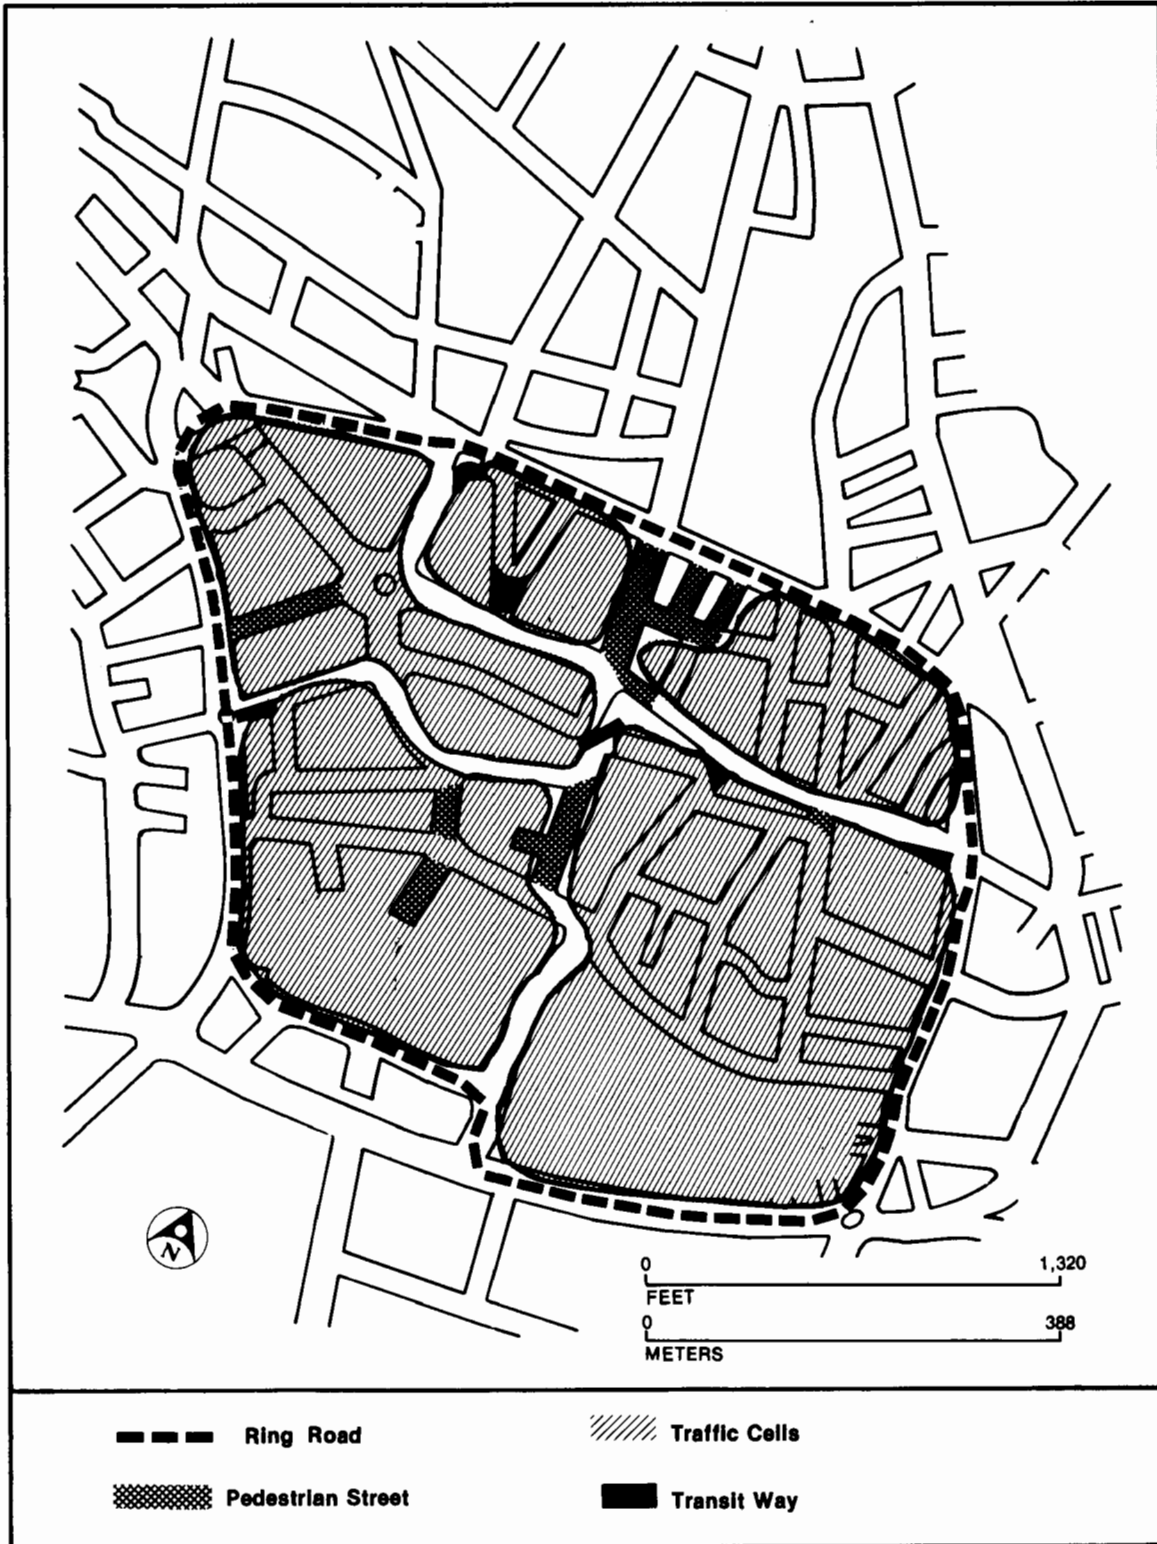 N
0 1,320
FEET
0 388
METERS
Ring Road
Traffic Cells
Pedestrian Street
Transit Way